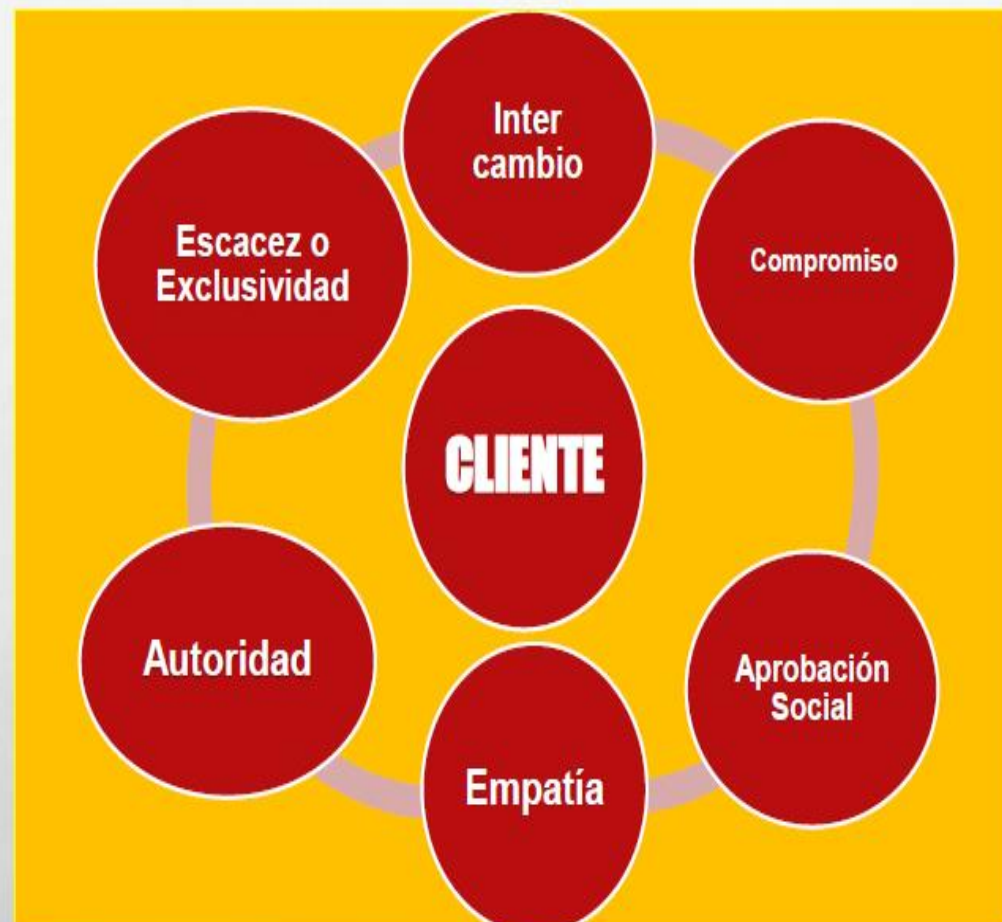 Inter
cambio
Compromiso
Aprobación
Social
Empatía
Autoridad
Escacez o
Exclusividad
CLIENTE